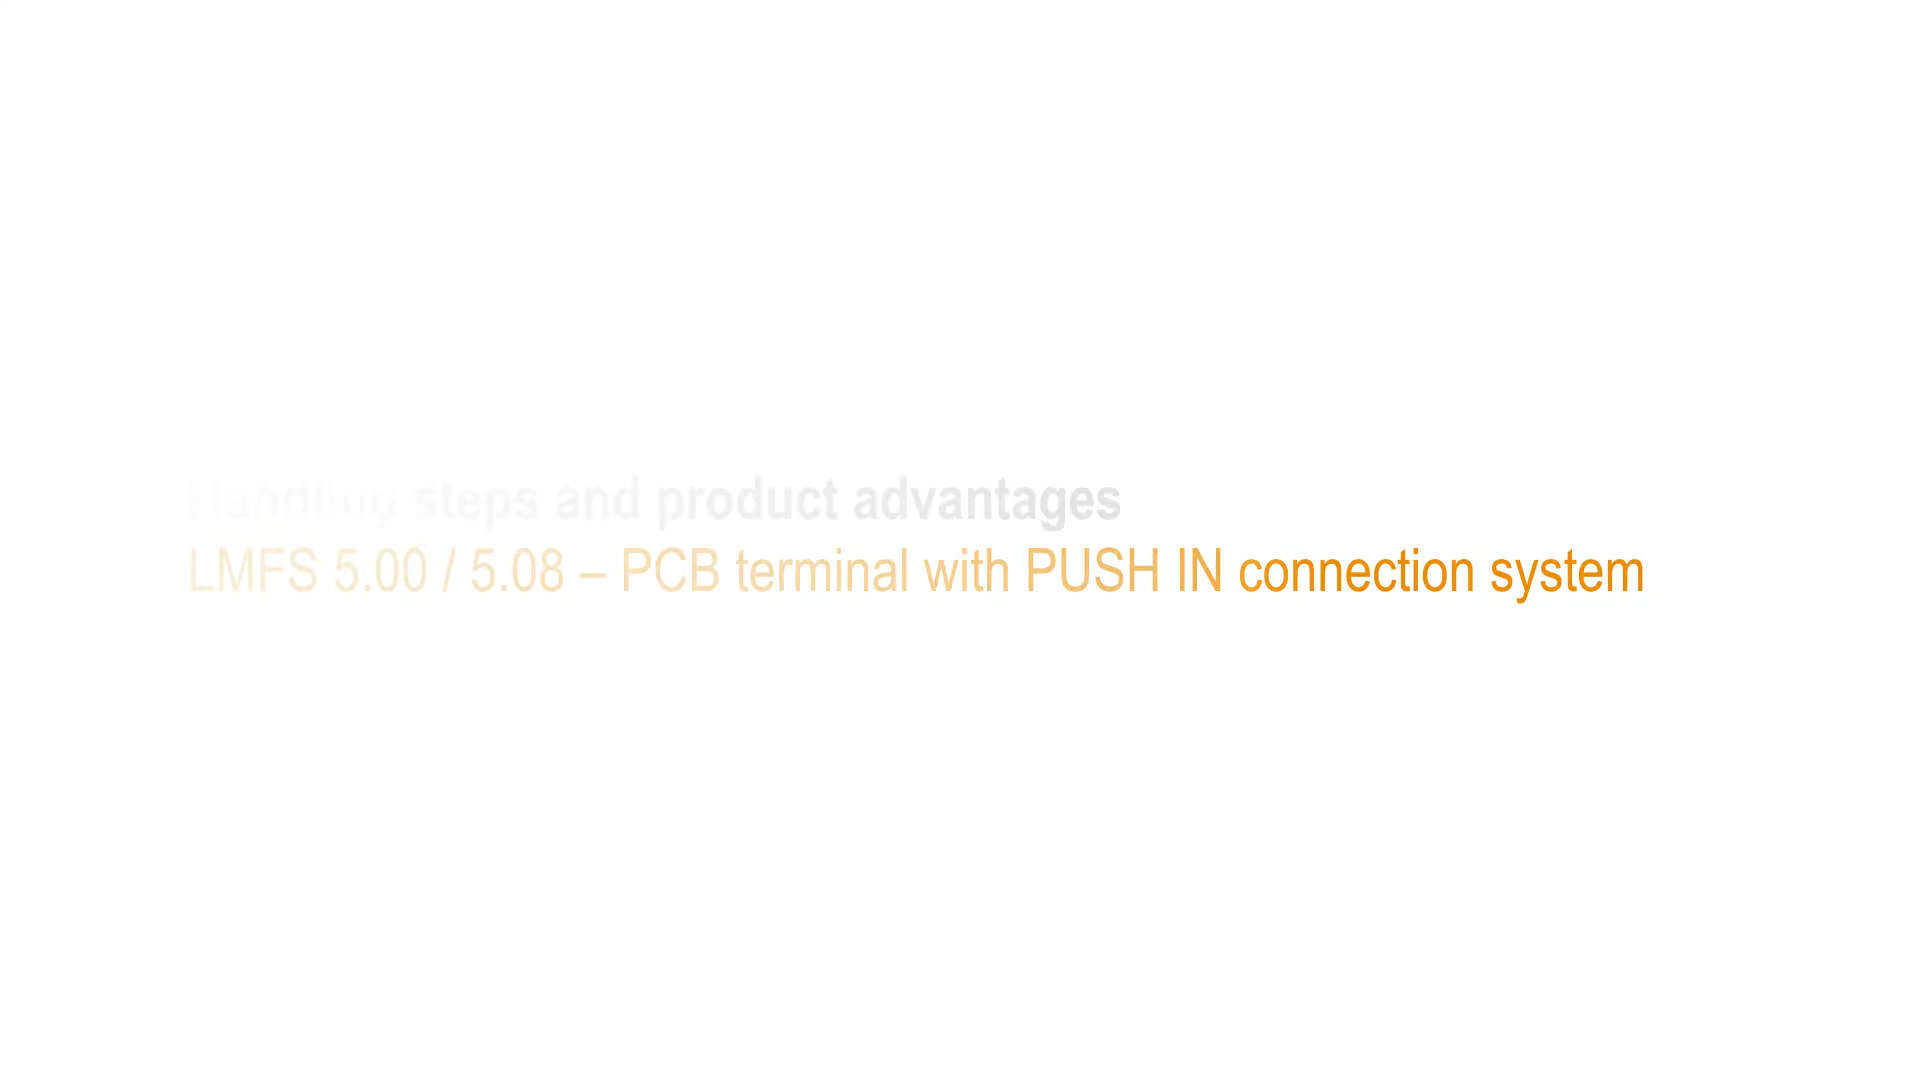 Handling steps and product advantages
LMFS 5.00 / 5.08 – PCB terminal with PUSH IN connection system